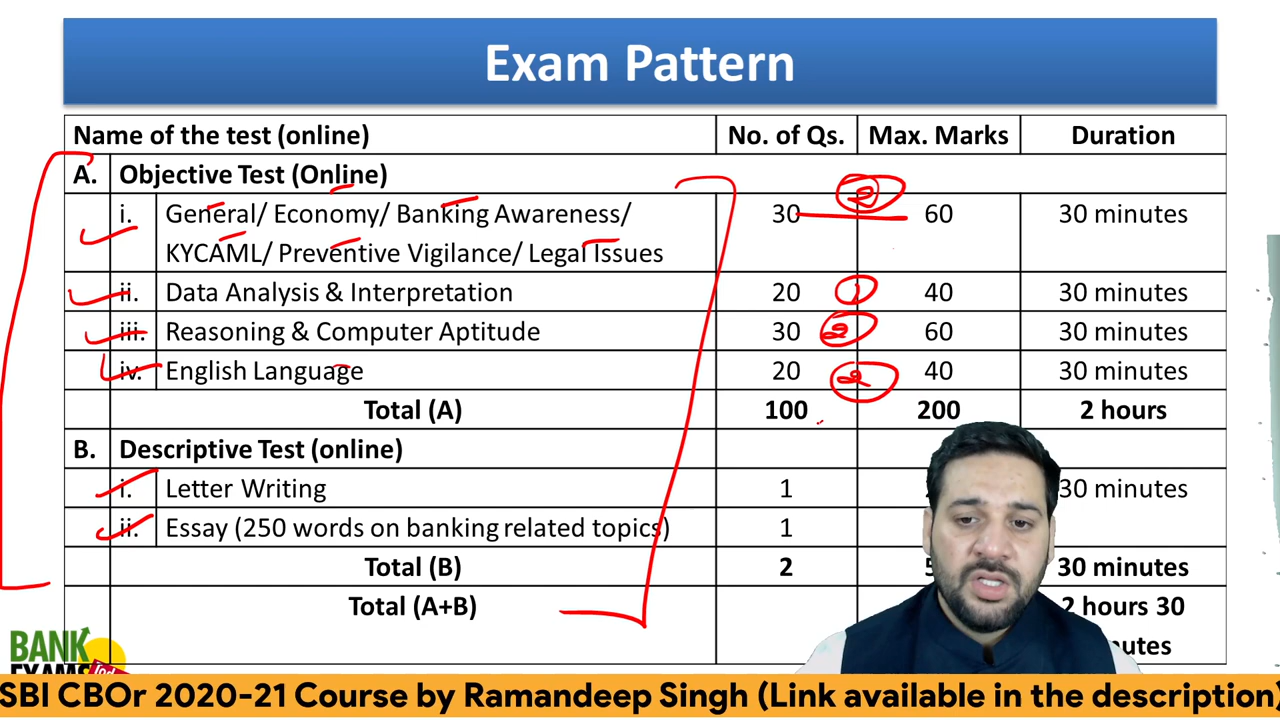 Exam Pattern
Name of the test (online) No. of Qs. Max. Marks Duration
A. Objective Test (Online)
i. General/ Economy/ Banking Awareness/ 30 60 30 minutes
KYCAML/ Preventive Vigilance/ Legal Issues
2
ii. Data Analysis & Interpretation 20 40 30 minutes
iii. Reasoning & Computer Aptitude 30 2 60 30 minutes
iv. English Language 20 2 40 30 minutes
Total (A) 100 200 2 hours
B. Descriptive Test (online)
i. Letter Writing 1 30 minutes
ii. Essay (250 words on banking related topics) 1
Total (B) 2 5 30 minutes
Total (A+B) 2 hours 30
utes
BANK
EXAMS
SBI CBOr 2020-21 Course by Ramandeep Singh (Link available in the description)